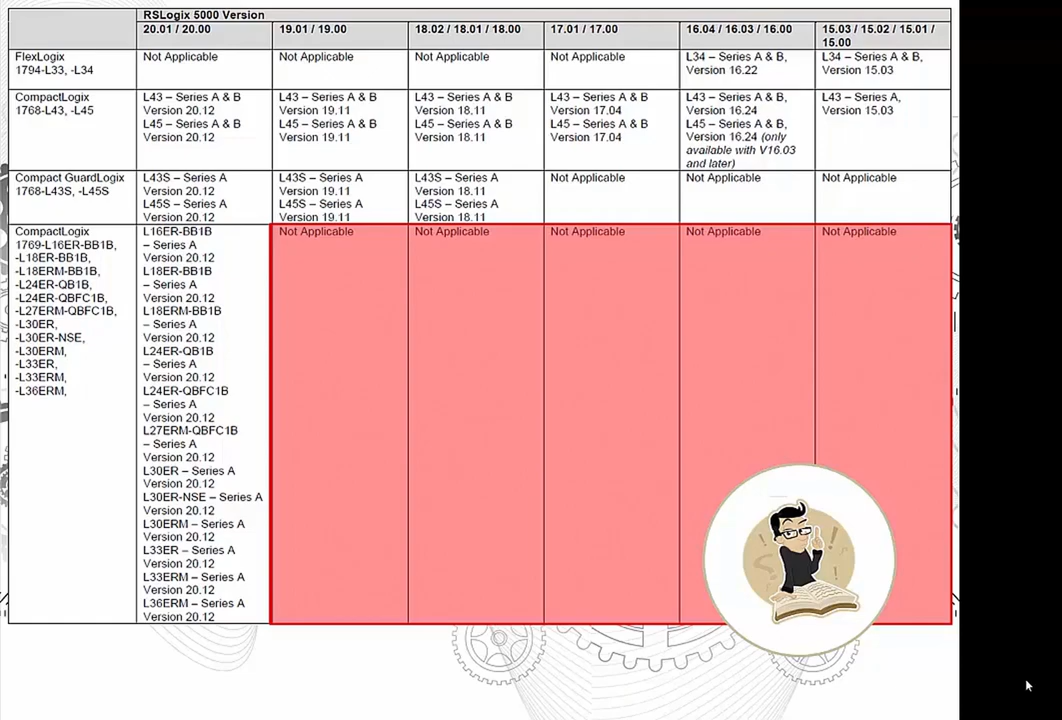 RSLogix 5000 Version
20.01 / 20.00
19.01 / 19.00
18.02 / 18.01 / 18.00
17.01 / 17.00
16.04 / 16.03 / 16.00
15.03 / 15.02 / 15.01 /
15.00
FlexLogix
1794-L33, -L34
Not Applicable
Not Applicable
Not Applicable
Not Applicable
L34 – Series A & B,
Version 16.22
L34 – Series A & B,
Version 15.03
CompactLogix
1768-L43, -L45
L43 – Series A & B
Version 20.12
L45 – Series A & B
Version 20.12
L43 – Series A & B
Version 19.11
L45 – Series A & B
Version 19.11
L43 – Series A & B
Version 18.11
L45 – Series A & B
Version 18.11
L43 – Series A & B
Version 17.04
L45 – Series A & B
Version 17.04
L43 – Series A & B,
Version 16.24
L45 – Series A & B,
Version 16.24 (only
available with V16.03
and later)
L43 – Series A,
Version 15.03
Compact GuardLogix
1768-L43S, -L45S
L43S – Series A
Version 20.12
L45S – Series A
Version 20.12
L43S – Series A
Version 19.11
L45S – Series A
Version 19.11
L43S – Series A
Version 18.11
L45S – Series A
Version 18.11
Not Applicable
Not Applicable
Not Applicable
CompactLogix
1769-L16ER-BB1B,
-L18ER-BB1B,
-L18ERM-BB1B,
-L24ER-QB1B,
-L24ER-QBFC1B,
-L27ERM-QBFC1B,
-L30ER,
-L30ER-NSE,
-L30ERM,
-L33ER,
-L33ERM,
-L36ERM,
L16ER-BB1B
– Series A
Version 20.12
L18ER-BB1B
– Series A
Version 20.12
L18ERM-BB1B
– Series A
Version 20.12
L24ER-QB1B
– Series A
Version 20.12
L24ER-QBFC1B
– Series A
Version 20.12
L27ERM-QBFC1B
– Series A
Version 20.12
L30ER – Series A
Version 20.12
L30ER-NSE – Series A
Version 20.12
L30ERM – Series A
Version 20.12
L33ER – Series A
Version 20.12
L33ERM – Series A
Version 20.12
L36ERM – Series A
Version 20.12
Not Applicable
Not Applicable
Not Applicable
Not Applicable
Not Applicable